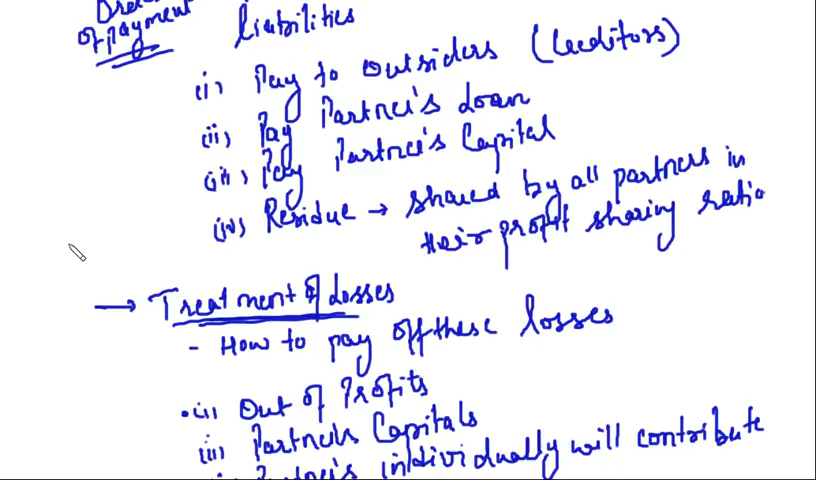 of payment
liabilities
(i) Pay to Outsiders (Creditors)
(ii) Pay Partner's Loan
(iii) Pay Partner's Capital
(iv) Residue → shared by all partners in
their profit sharing ratio
→ Treatment of Losses
- How to pay off these losses
(i) Out of Profits
(ii) Partner's Capitals
Partner's individually will contribute